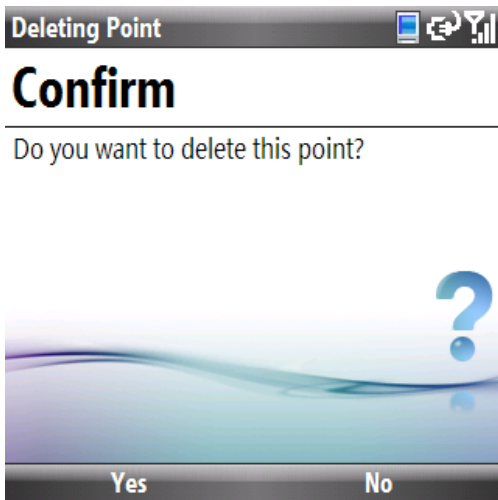 Deleting Point
Confirm
Do you want to delete this point?
Yes No